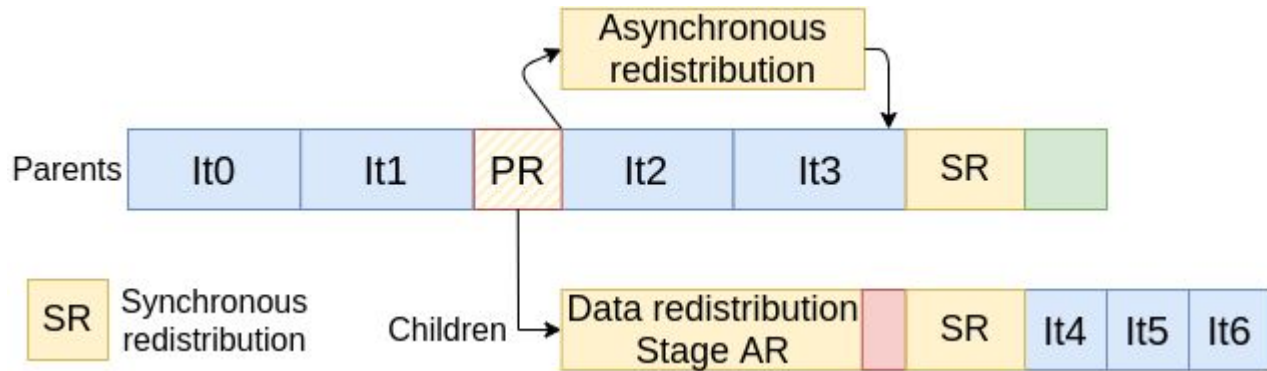 Asynchronous
redistribution
Parents
It0
It1
PR
It2
It3
SR
SR
Synchronous
redistribution
Children
Data redistribution
Stage AR
SR
It4
It5
It6